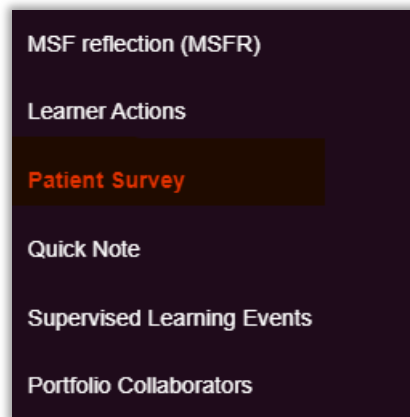 MSF reflection (MSFR)
Learner Actions
Patient Survey
Quick Note
Supervised Learning Events
Portfolio Collaborators